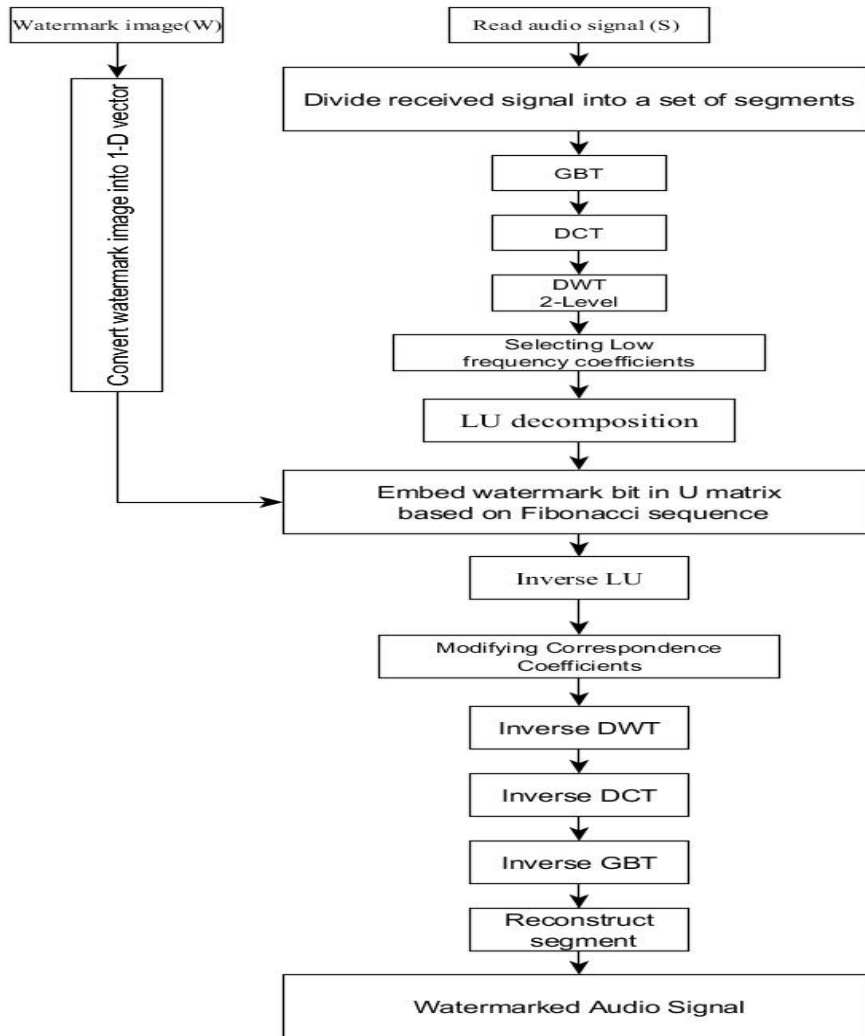 Watermark image(W)
Convert watermark image into 1-D vector
Read audio signal (S)
Divide received signal into a set of segments
GBT
DCT
DWT
2-Level
Selecting Low
frequency coefficients
LU decomposition
Embed watermark bit in U matrix
based on Fibonacci sequence
Inverse LU
Modifying Correspondence
Coefficients
Inverse DWT
Inverse DCT
Inverse GBT
Reconstruct
segment
Watermarked Audio Signal